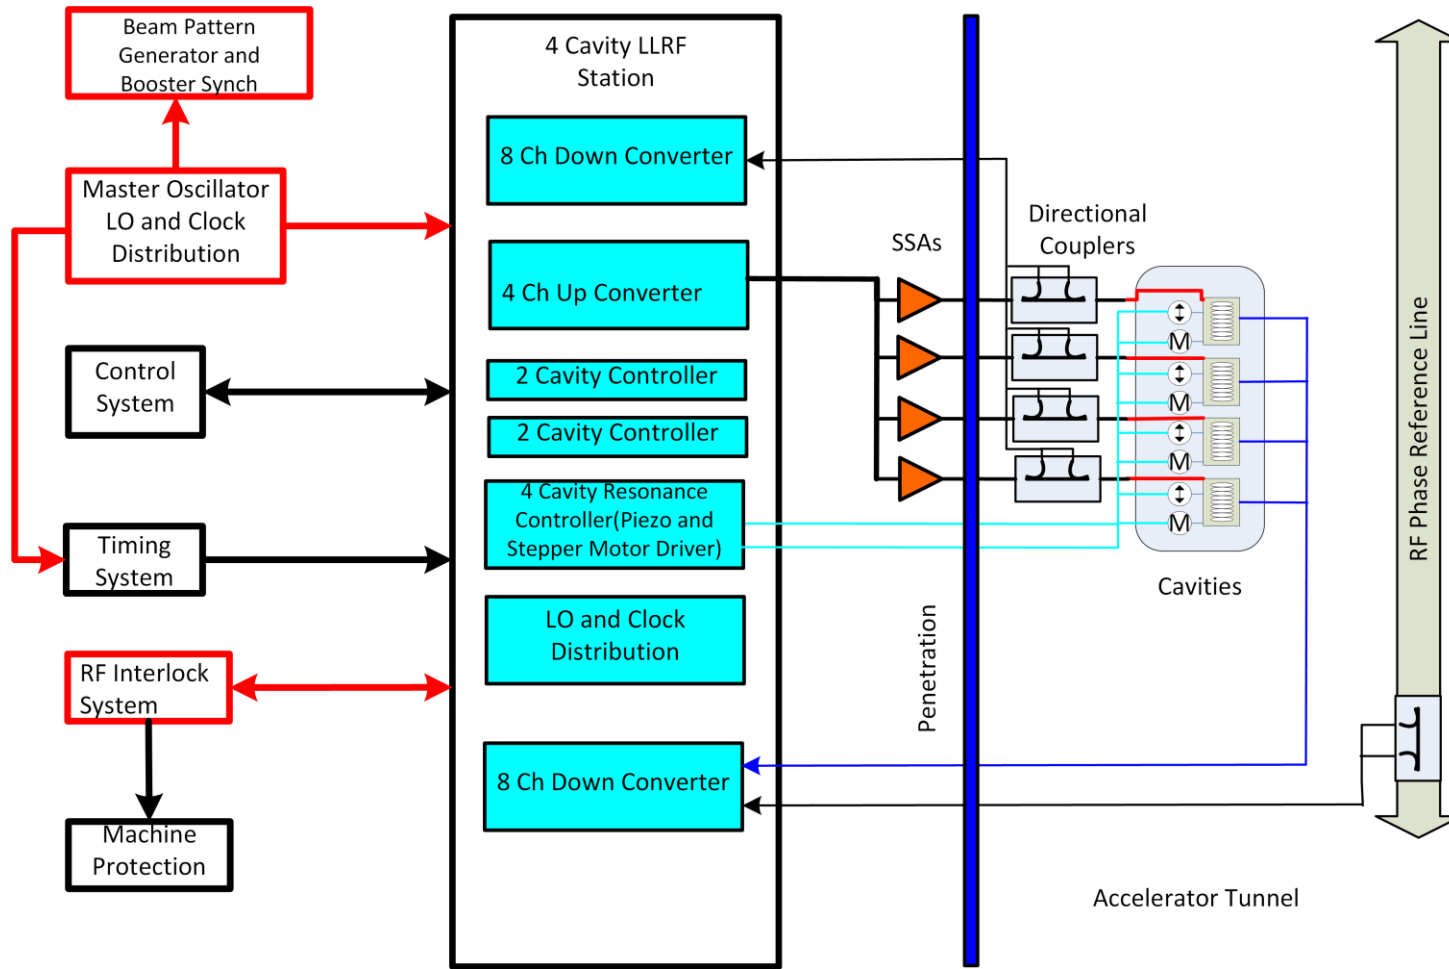 Beam Pattern
Generator and
Booster Synch
Master Oscillator
LO and Clock
Distribution
Control
System
Timing
System
RF Interlock
System
Machine
Protection
4 Cavity LLRF
Station
8 Ch Down Converter
4 Ch Up Converter
2 Cavity Controller
2 Cavity Controller
4 Cavity Resonance
Controller(Piezo and
Stepper Motor Driver)
LO and Clock
Distribution
8 Ch Down Converter
SSAs
Penetration
Directional
Couplers
M
M
M
M
Cavities
Accelerator Tunnel
RF Phase Reference Line